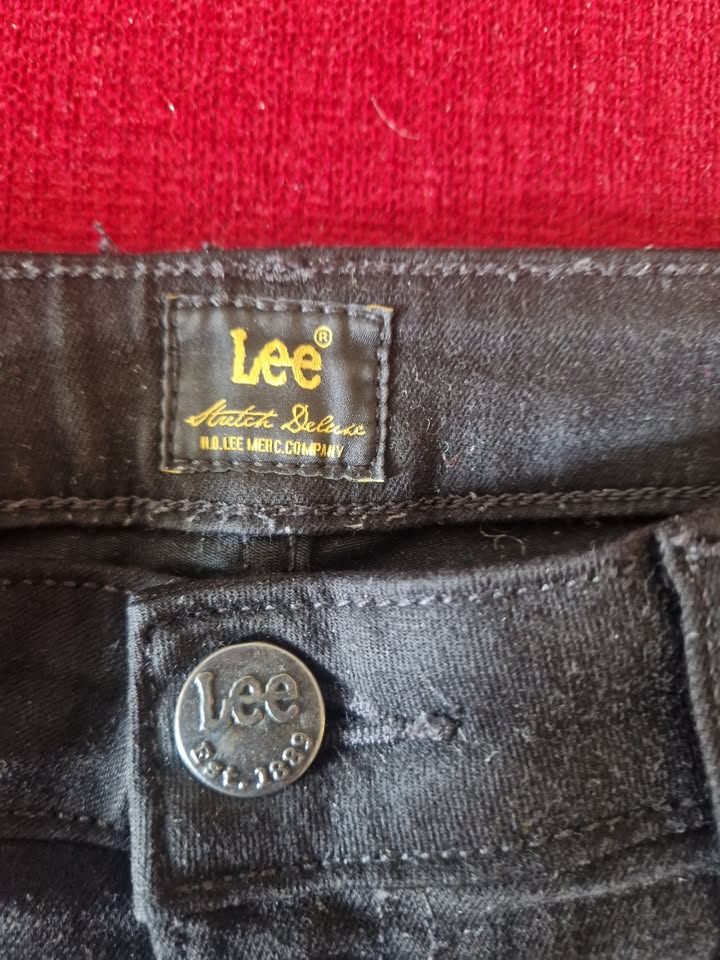 Lee®
Stretch Deluxe
H.D. LEE MERC. COMPANY
Lee
Est. 1889